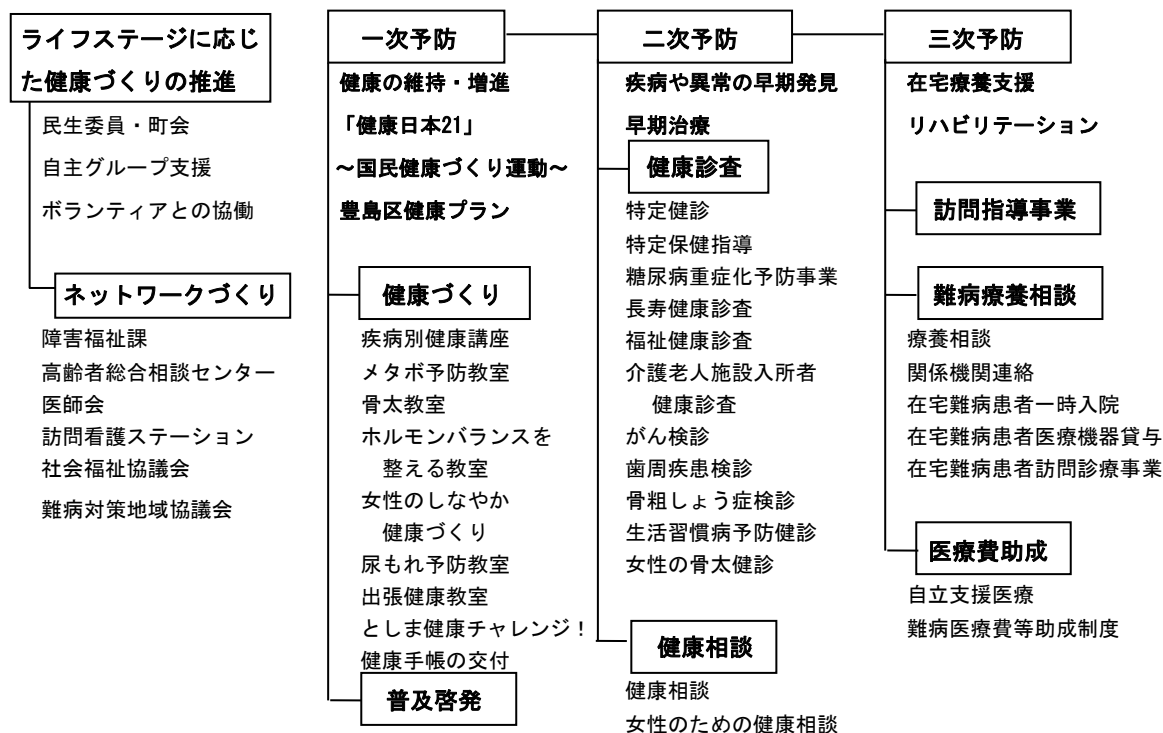 ライフステージに応じ
た健康づくりの推進
民生委員・町会
自主グループ支援
ボランティアとの協働
ネットワークづくり
障害福祉課
高齢者総合相談センター
医師会
訪問看護ステーション
社会福祉協議会
難病対策地域協議会
一次予防
健康の維持・増進
「健康日本21」
～国民健康づくり運動～
豊島区健康プラン
健康づくり
疾病別健康講座
メタボ予防教室
骨太教室
ホルモンバランスを
整える教室
女性のしなやか
健康づくり
尿もれ予防教室
出張健康教室
としま健康チャレンジ！
健康手帳の交付
普及啓発
二次予防
疾病や異常の早期発見
早期治療
健康診査
特定健診
特定保健指導
糖尿病重症化予防事業
長寿健康診査
福祉健康診査
介護老人施設入所者
健康診査
がん検診
歯周疾患検診
骨粗しょう症検診
生活習慣病予防健診
女性の骨太健診
健康相談
健康相談
女性のための健康相談
三次予防
在宅療養支援
リハビリテーション
訪問指導事業
難病療養相談
療養相談
関係機関連絡
在宅難病患者一時入院
在宅難病患者医療機器貸与
在宅難病患者訪問診療事業
医療費助成
自立支援医療
難病医療費等助成制度